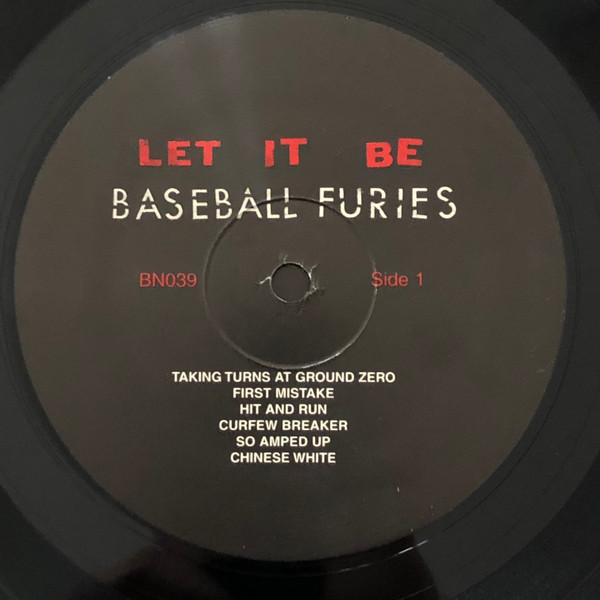 LET IT BE
BASEBALL FURIES
BN039 Side 1
TAKING TURNS AT GROUND ZERO
FIRST MISTAKE
HIT AND RUN
CURFEW BREAKER
SO AMPED UP
CHINESE WHITE